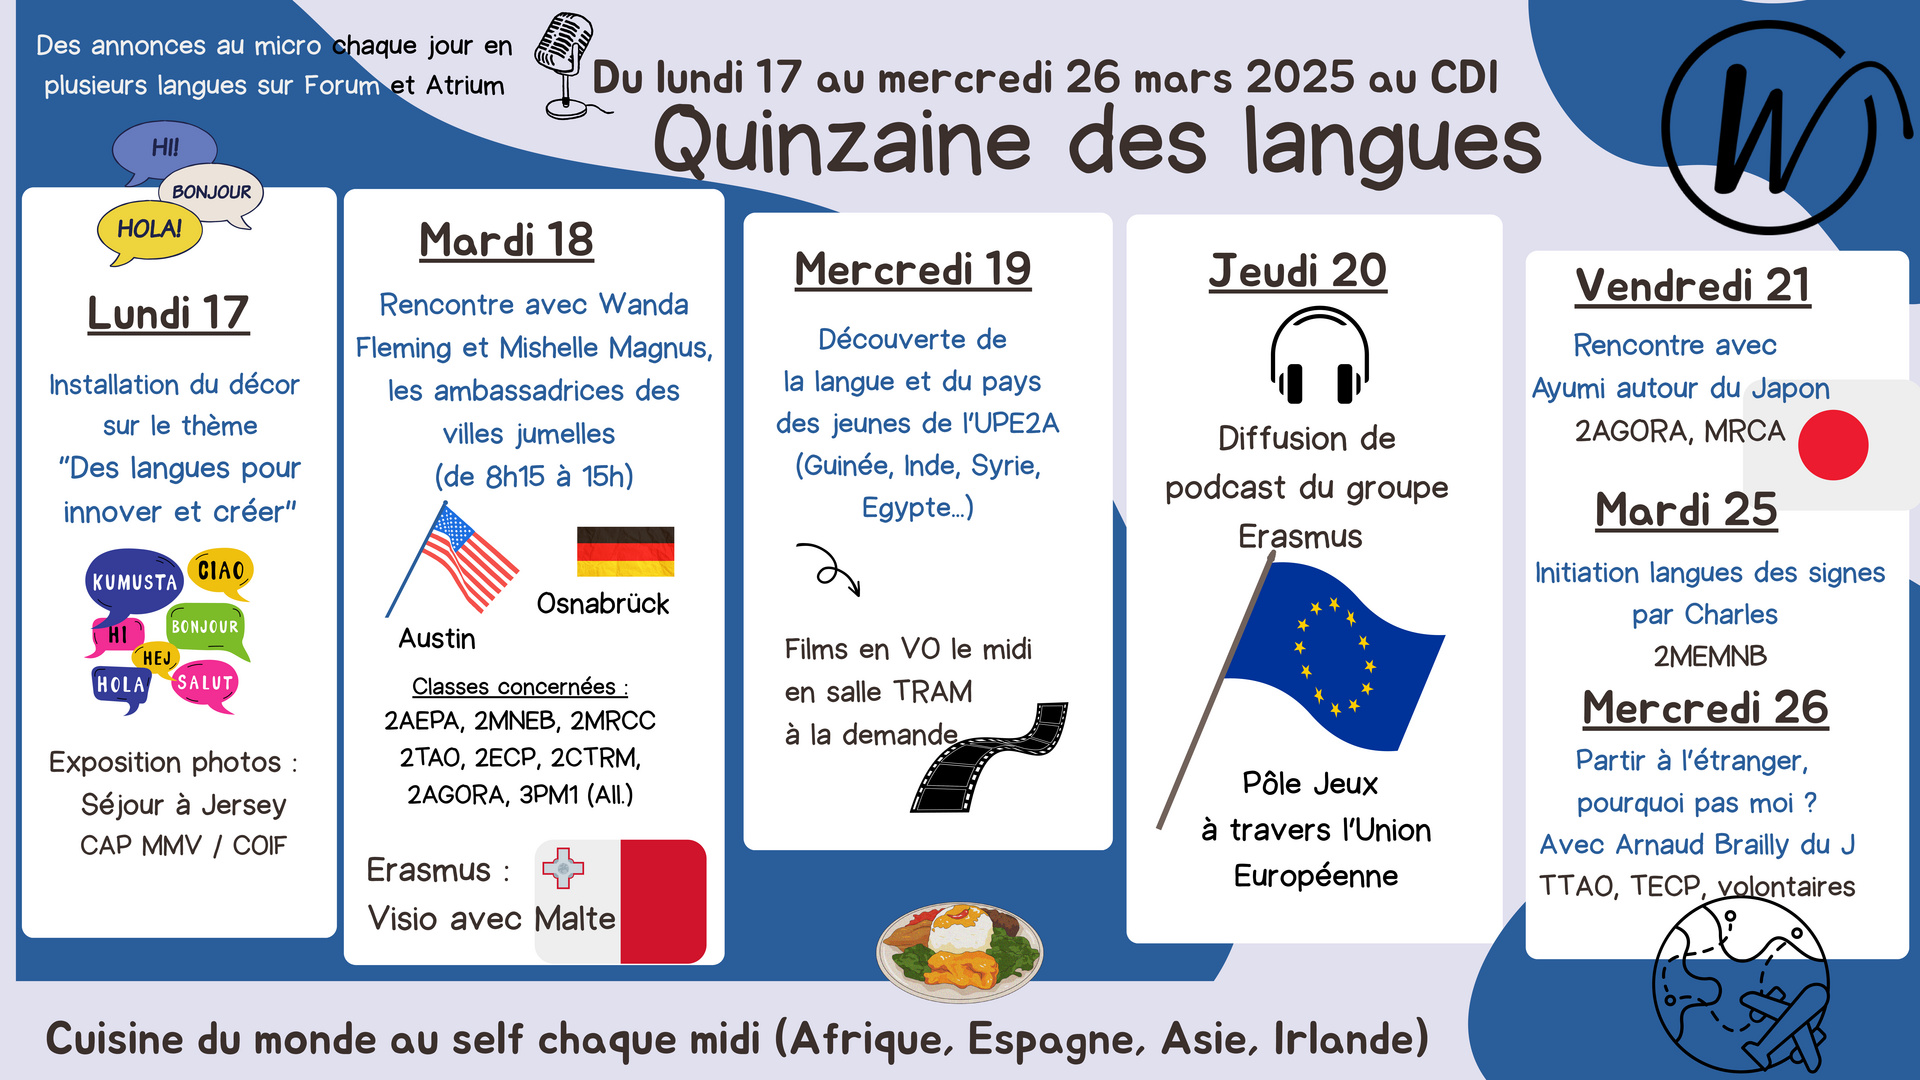 Des annonces au micro chaque jour en
plusieurs langues sur Forum et Atrium
Du lundi 17 au mercredi 26 mars 2025 au CDI
Quinzaine des langues
W
HI!
BONJOUR
HOLA!
Lundi 17
Installation du décor
sur le thème
"Des langues pour
innover et créer"
KUMUSTA
CIAO
HI
BONJOUR
HEJ
HOLA
SALUT
Exposition photos :
Séjour à Jersey
CAP MMV / COIF
Mardi 18
Rencontre avec Wanda
Fleming et Mishelle Magnus,
les ambassadrices des
villes jumelles
(de 8h15 à 15h)
Osnabrück
Austin
Classes concernées :
2AEPA, 2MNEB, 2MRCC
2TAO, 2ECP, 2CTRM,
2AGORA, 3PM1 (All.)
Erasmus :
Visio avec Malte
Mercredi 19
Découverte de
la langue et du pays
des jeunes de l'UPE2A
(Guinée, Inde, Syrie,
Egypte...)
Films en VO le midi
en salle TRAM
à la demande
Jeudi 20
Diffusion de
podcast du groupe
Erasmus
Pôle Jeux
à travers l'Union
Européenne
Vendredi 21
Rencontre avec
Ayumi autour du Japon
2AGORA, MRCA
Mardi 25
Initiation langues des signes
par Charles
2MEMNB
Mercredi 26
Partir à l'étranger,
pourquoi pas moi ?
Avec Arnaud Brailly du J
TTAO, TECP, volontaires
Cuisine du monde au self chaque midi (Afrique, Espagne, Asie, Irlande)